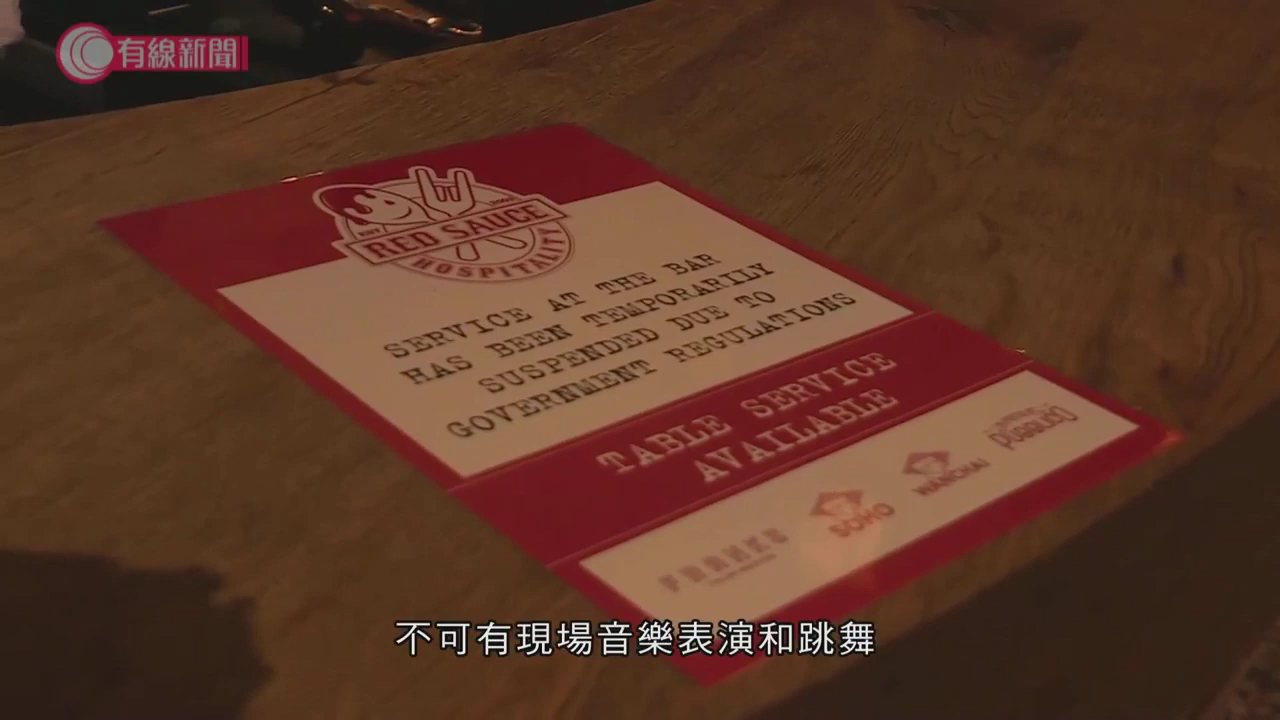 有線新聞
RED SAUCE
HOSPITALITY
SERVICE AT THE BAR
HAS BEEN TEMPORARILY
SUSPENDED DUE TO
GOVERNMENT REGULATIONS
TABLE SERVICE
AVAILABLE
FRANKS
SOHO
WANCHAI
不可有現場音樂表演和跳舞